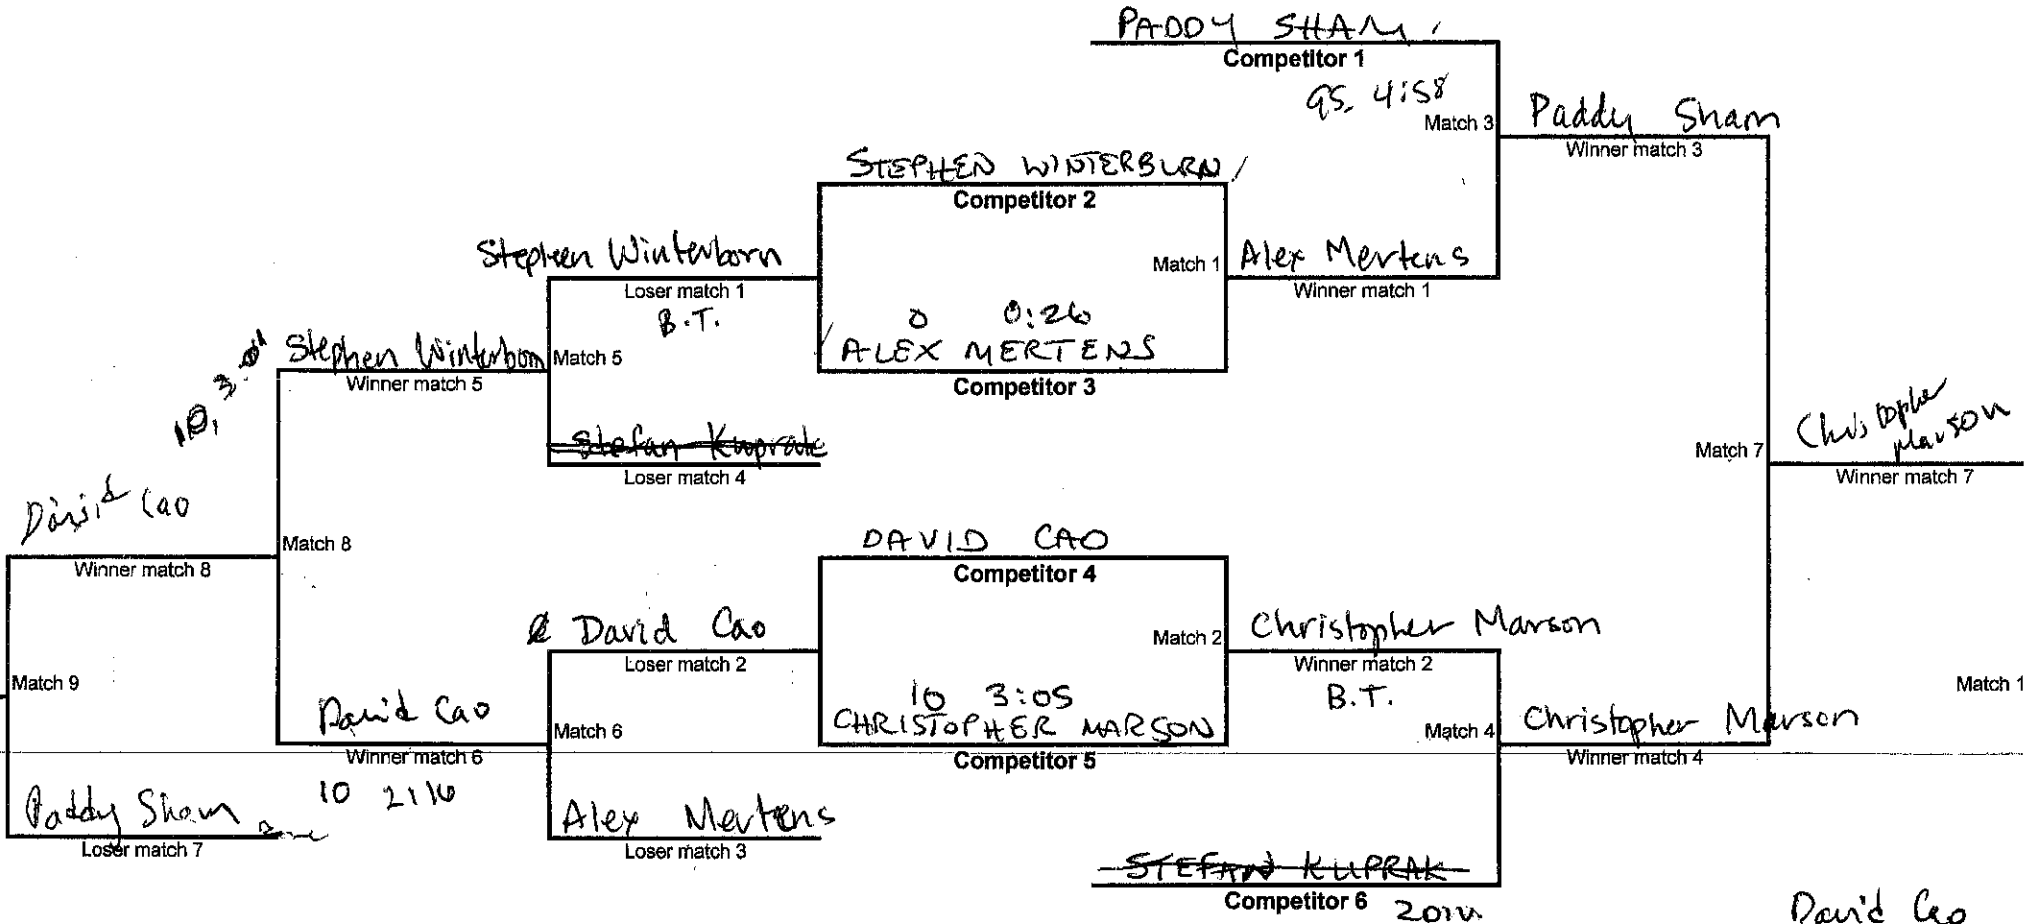 PADDY SHAM
Competitor 1
4:58
Match 3
Paddy Sham
Winner match 3
STEPHEN WINTERBURN
Competitor 2
Stephen Winterborn
Loser match 1
B.T.
Match 1
Alex Mertens
Winner match 1
0 0:26
ALEX MERTENS
Competitor 3
Stephen Winterborn
Winner match 5
Match 5
Stefan Kuprak
Loser match 4
Match 7
Christopher
Marson
Winner match 7
David Cao
Winner match 8
Match 8
DAVID CAO
Competitor 4
David Cao
Loser match 2
Match 2
Christopher Marson
Winner match 2
B.T.
Match 9
10 3:05
CHRISTOPHER MARSON
Competitor 5
Match 1
David Cao
Winner match 6
10 2:16
Match 6
Match 4
Christopher Marson
Winner match 4
Paddy Sham
Loser match 7
Alex Mertens
Loser match 3
STEFAN KUPRAK
Competitor 6
David Cao